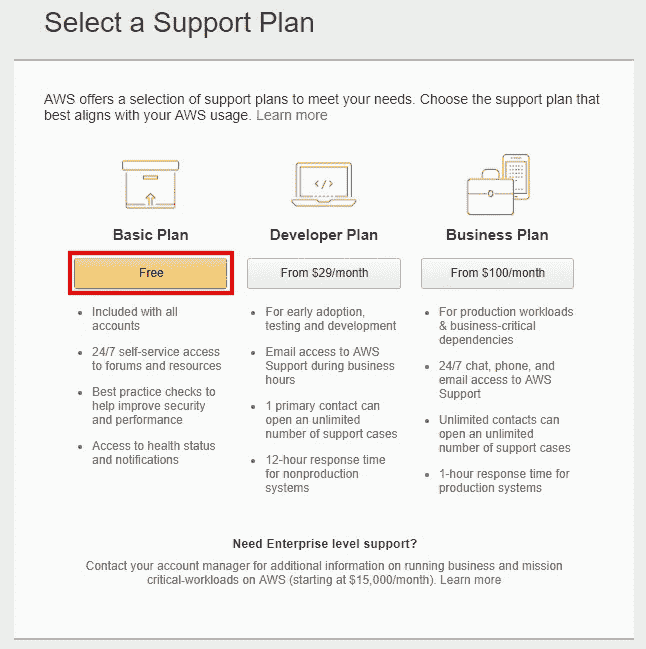 Select a Support Plan
AWS offers a selection of support plans to meet your needs. Choose the support plan that
best aligns with your AWS usage. Learn more
</>
Basic Plan
Free
Included with all
accounts
24/7 self-service access
to forums and resources
Best practice checks to
help improve security
and performance
Access to health status
and notifications
Developer Plan
From $29/month
For early adoption,
testing and development
Email access to AWS
Support during business
hours
1 primary contact can
open an unlimited
number of support cases
12-hour response time
for nonproduction
systems
Business Plan
From $100/month
For production workloads
& business-critical
dependencies
24/7 chat, phone, and
email access to AWS
Support
Unlimited contacts can
open an unlimited
number of support cases
1-hour response time for
production systems
Need Enterprise level support?
Contact your account manager for additional information on running business and mission
critical-workloads on AWS (starting at $15,000/month). Learn more